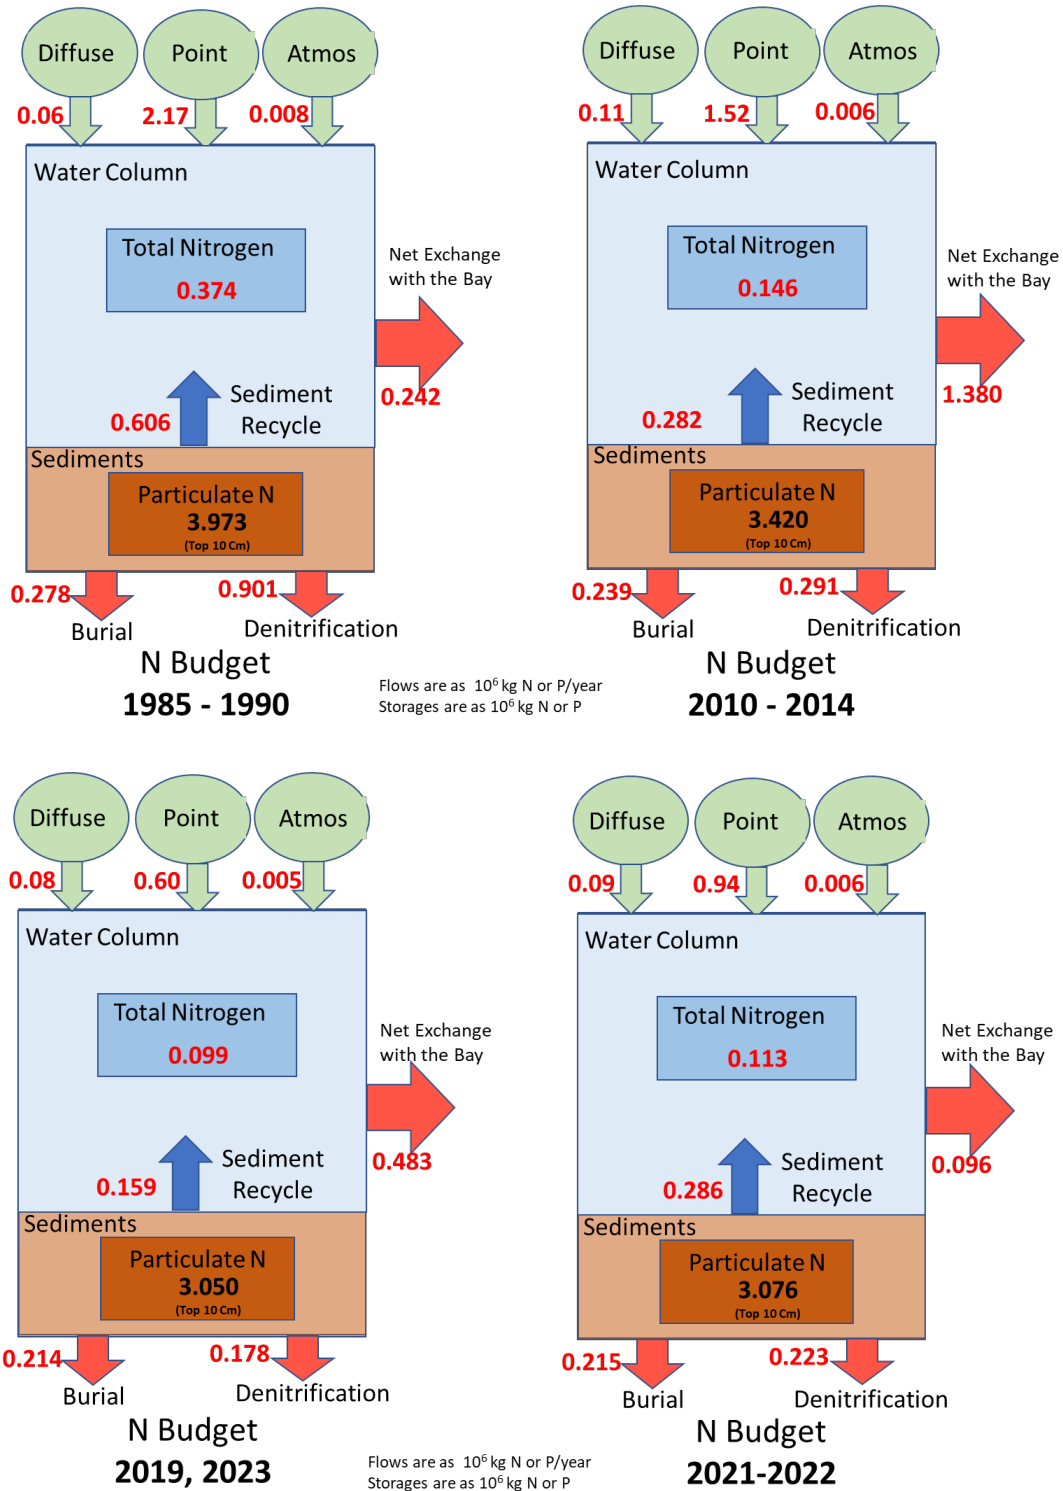 Diffuse
Point
Atmos
0.06
2.17
0.008
Water Column
Total Nitrogen
0.374
Net Exchange
with the Bay
0.242
Sediment
Recycle
0.606
Sediments
Particulate N
3.973
(Top 10 Cm)
0.278
0.901
Burial
Denitrification
N Budget
1985 - 1990
Diffuse
Point
Atmos
0.11
1.52
0.006
Water Column
Total Nitrogen
0.146
Net Exchange
with the Bay
1.380
Sediment
Recycle
0.282
Sediments
Particulate N
3.420
(Top 10 Cm)
0.239
0.291
Burial
Denitrification
N Budget
2010 - 2014
Flows are as 10⁶ kg N or P/year
Storages are as 10⁶ kg N or P
Diffuse
Point
Atmos
0.08
0.60
0.005
Water Column
Total Nitrogen
0.099
Net Exchange
with the Bay
0.483
Sediment
Recycle
0.159
Sediments
Particulate N
3.050
(Top 10 Cm)
0.214
0.178
Burial
Denitrification
N Budget
2019, 2023
Diffuse
Point
Atmos
0.09
0.94
0.006
Water Column
Total Nitrogen
0.113
Net Exchange
with the Bay
0.096
Sediment
Recycle
0.286
Sediments
Particulate N
3.076
(Top 10 Cm)
0.215
0.223
Burial
Denitrification
N Budget
2021-2022
Flows are as 10⁶ kg N or P/year
Storages are as 10⁶ kg N or P